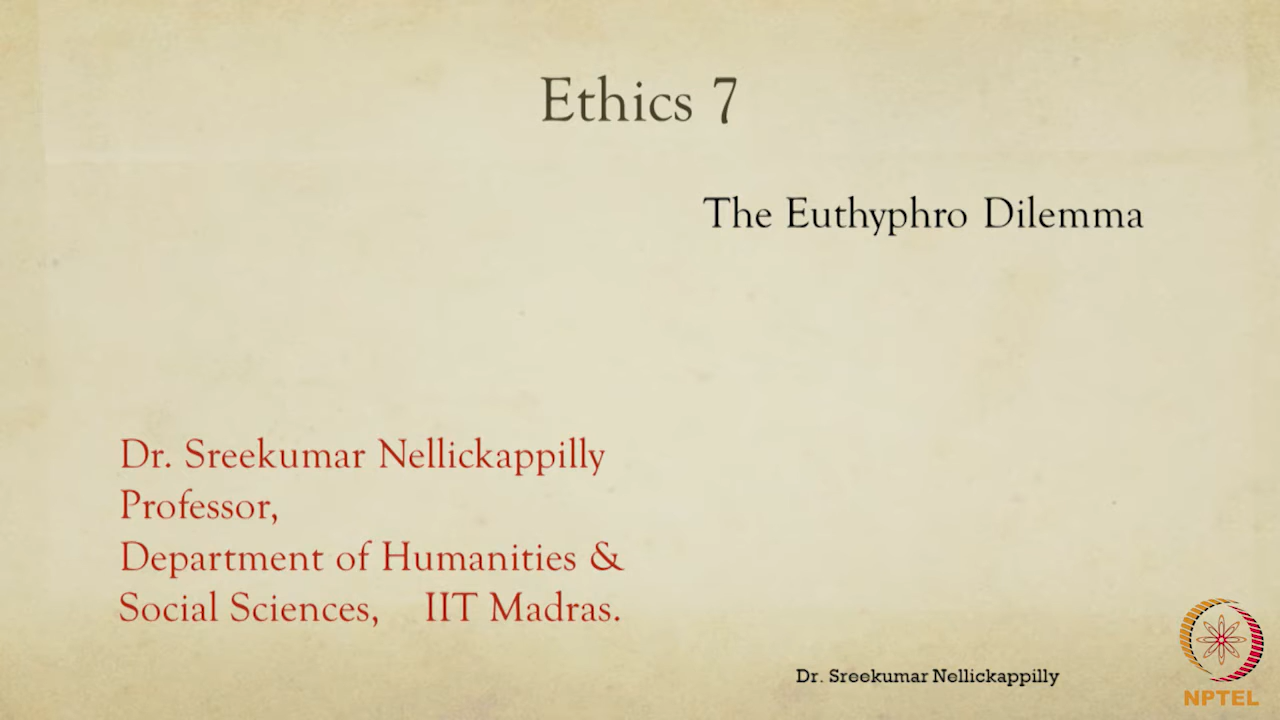 Ethics 7
The Euthyphro Dilemma
Dr. Sreekumar Nellickappilly
Professor,
Department of Humanities &
Social Sciences, IIT Madras.
Dr. Sreekumar Nellickappilly
NPTEL